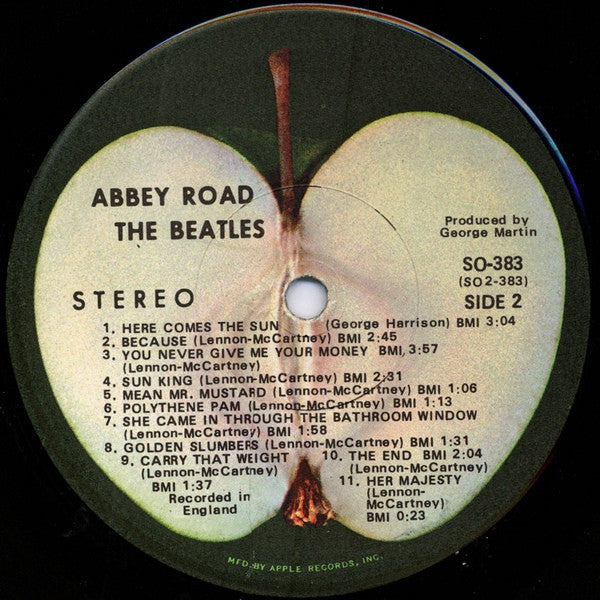 ABBEY ROAD
THE BEATLES
Produced by
George Martin
STEREO
SO-383
(SO2-383)
SIDE 2
1. HERE COMES THE SUN (George Harrison) BMI 3:04
2. BECAUSE (Lennon-McCartney) BMI 2:45
3. YOU NEVER GIVE ME YOUR MONEY BMI 3:57
(Lennon-McCartney)
4. SUN KING (Lennon-McCartney) BMI 2:31
5. MEAN MR. MUSTARD (Lennon-McCartney) BMI 1:06
6. POLYTHENE PAM (Lennon-McCartney) BMI 1:13
7. SHE CAME IN THROUGH THE BATHROOM WINDOW
(Lennon-McCartney) BMI 1:58
8. GOLDEN SLUMBERS (Lennon-McCartney) BMI 1:31
9. CARRY THAT WEIGHT
(Lennon-McCartney)
BMI 1:37
10. THE END BMI 2:04
(Lennon-McCartney)
11. HER MAJESTY
(Lennon-
McCartney)
BMI 0:23
Recorded in
England
MFD. BY APPLE RECORDS, INC.